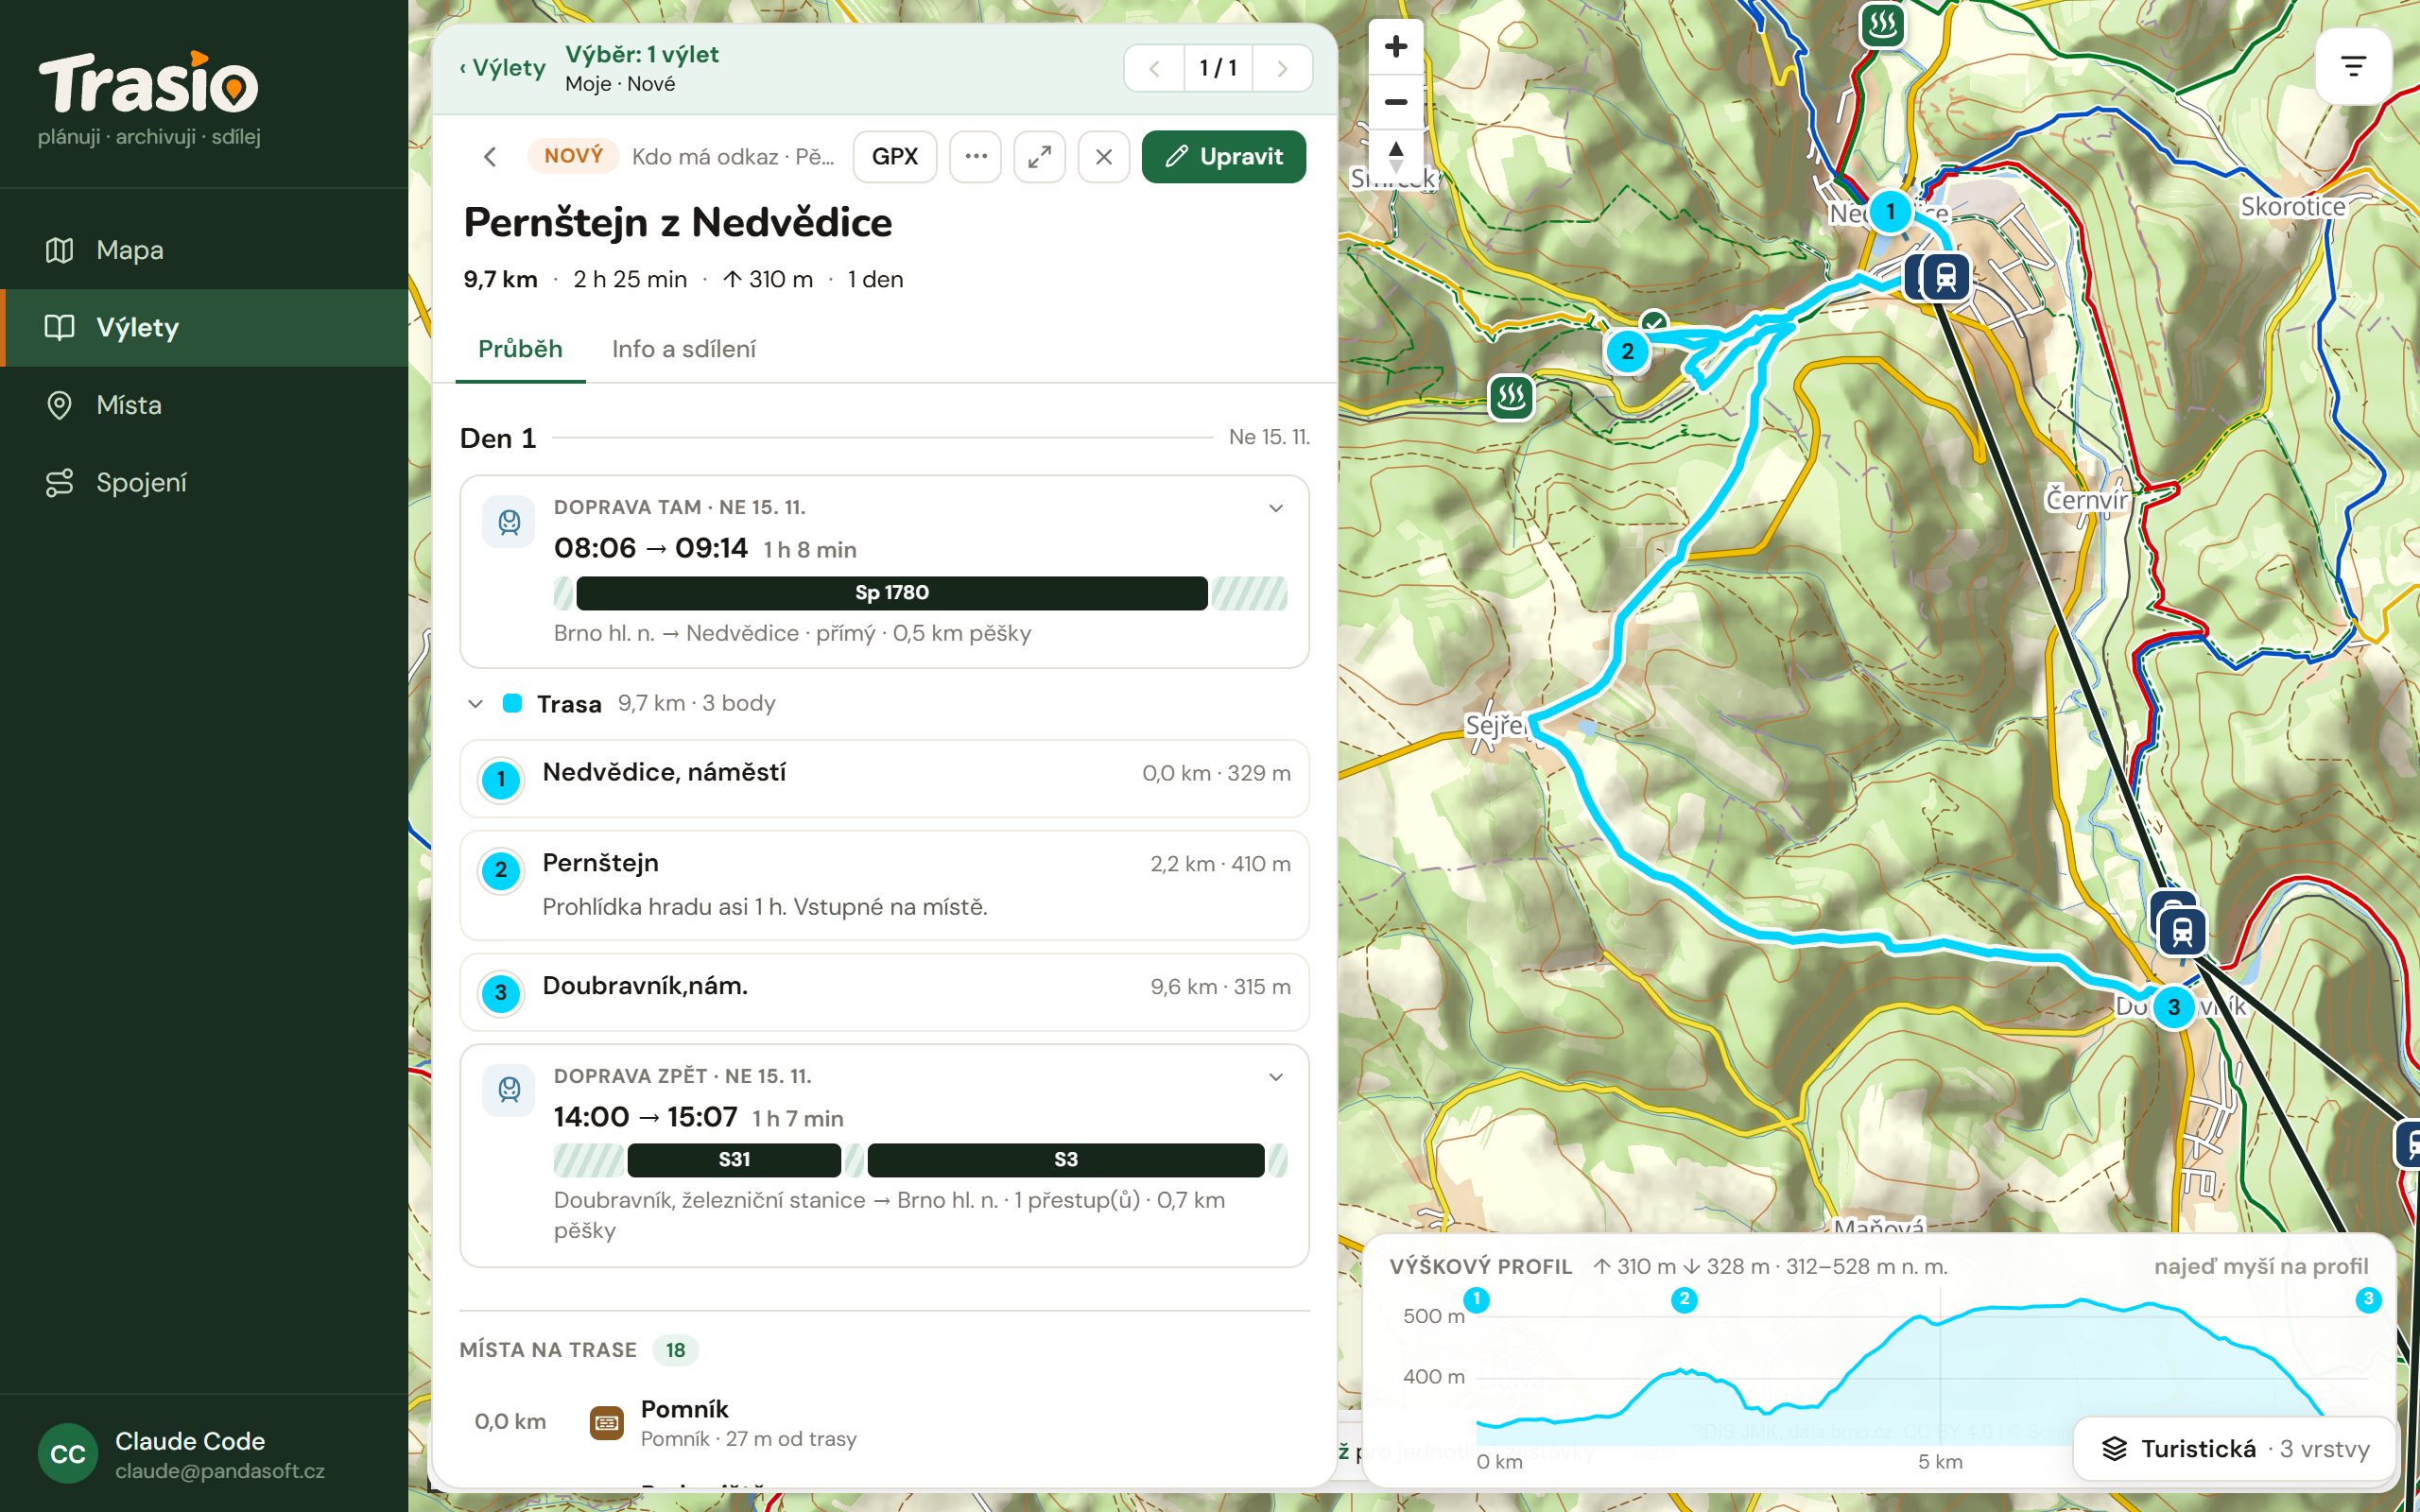 Trasio
plánuji · archivuji · sdílej
Mapa
Výlety
Místa
Spojení
CC
Claude Code
claude@pandasoft.cz
‹ Výlety
Výběr: 1 výlet
Moje · Nové
1 / 1
NOVÝ
Kdo má odkaz · Pě...
GPX
Upravit
Pernštejn z Nedvědice
9,7 km · 2 h 25 min · ↑ 310 m · 1 den
Průběh
Info a sdílení
Den 1
Ne 15. 11.
DOPRAVA TAM · NE 15. 11.
08:06 → 09:14 1 h 8 min
Sp 1780
Brno hl. n. → Nedvědice · přímý · 0,5 km pěšky
Trasa 9,7 km · 3 body
1 Nedvědice, náměstí 0,0 km · 329 m
2 Pernštejn 2,2 km · 410 m
Prohlídka hradu asi 1 h. Vstupné na místě.
3 Doubravník,nám. 9,6 km · 315 m
DOPRAVA ZPĚT · NE 15. 11.
14:00 → 15:07 1 h 7 min
S31 S3
Doubravník, železniční stanice → Brno hl. n. · 1 přestup(ů) · 0,7 km
pěšky
MÍSTA NA TRASE 18
0,0 km
Pomník
Pomník · 27 m od trasy
Skorotice
1
2
Černvír
3
Maňová
VÝŠKOVÝ PROFIL ↑ 310 m ↓ 328 m · 312–528 m n. m.
najeď myší na profil
1 2 3
500 m
400 m
0 km 5 km
Turistická · 3 vrstvy